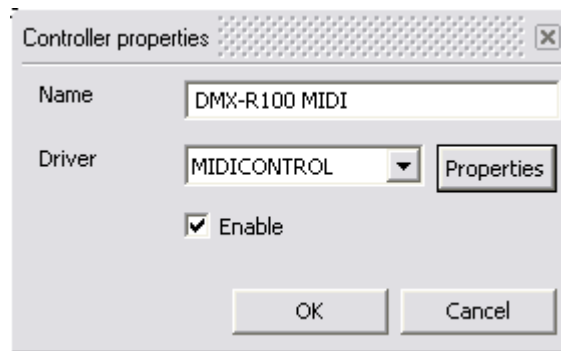 Controller properties
Name DMX-R100 MIDI
Driver MIDICONTROL Properties
Enable
OK Cancel